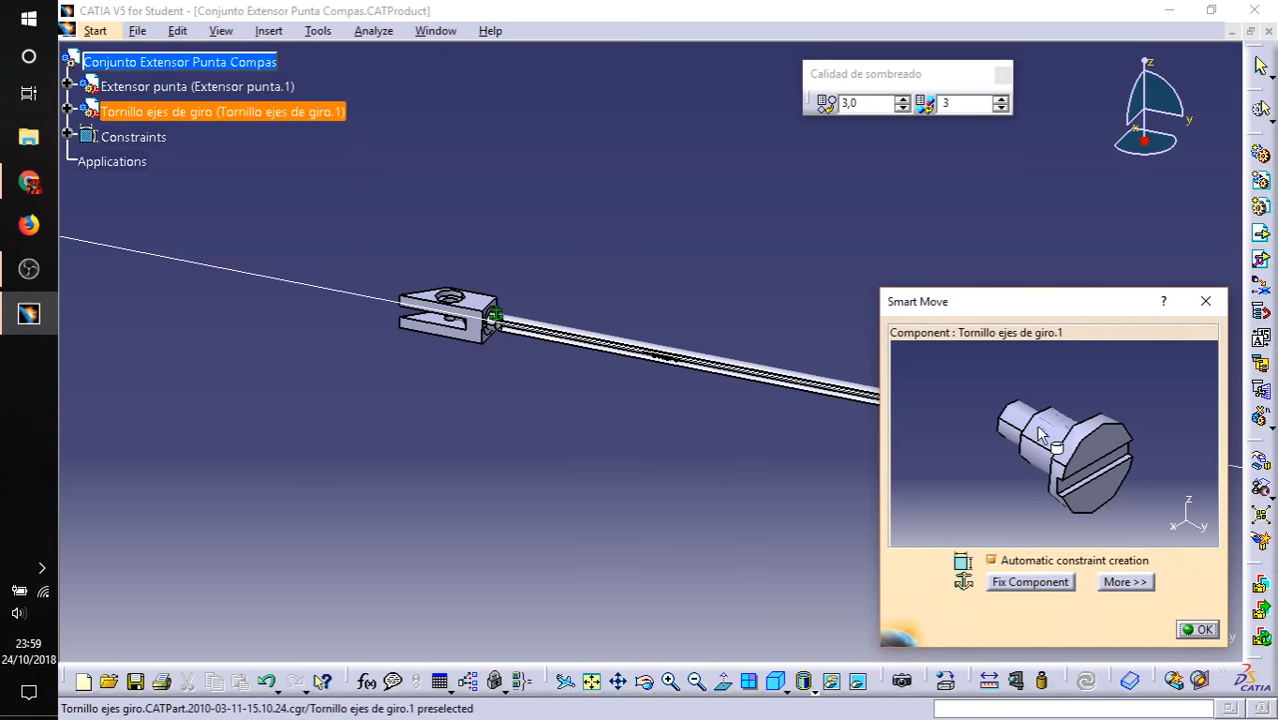 CATIA V5 for Student - [Conjunto Extensor Punta Compas.CATProduct]
Start File Edit View Insert Tools Analyze Window Help
Conjunto Extensor Punta Compas
Extensor punta (Extensor punta.1)
Tornillo ejes de giro (Tornillo ejes de giro.1)
Constraints
Applications
Calidad de sombreado
3,0 3
z
y
x
Smart Move ?
Component : Tornillo ejes de giro.1
z
x y
Automatic constraint creation
Fix Component More >>
OK
23:59
24/10/2018
f(x)
Tornillo ejes giro.CATPart.2010-03-11-15.10.24.cgr/Tornillo ejes de giro.1 preselected